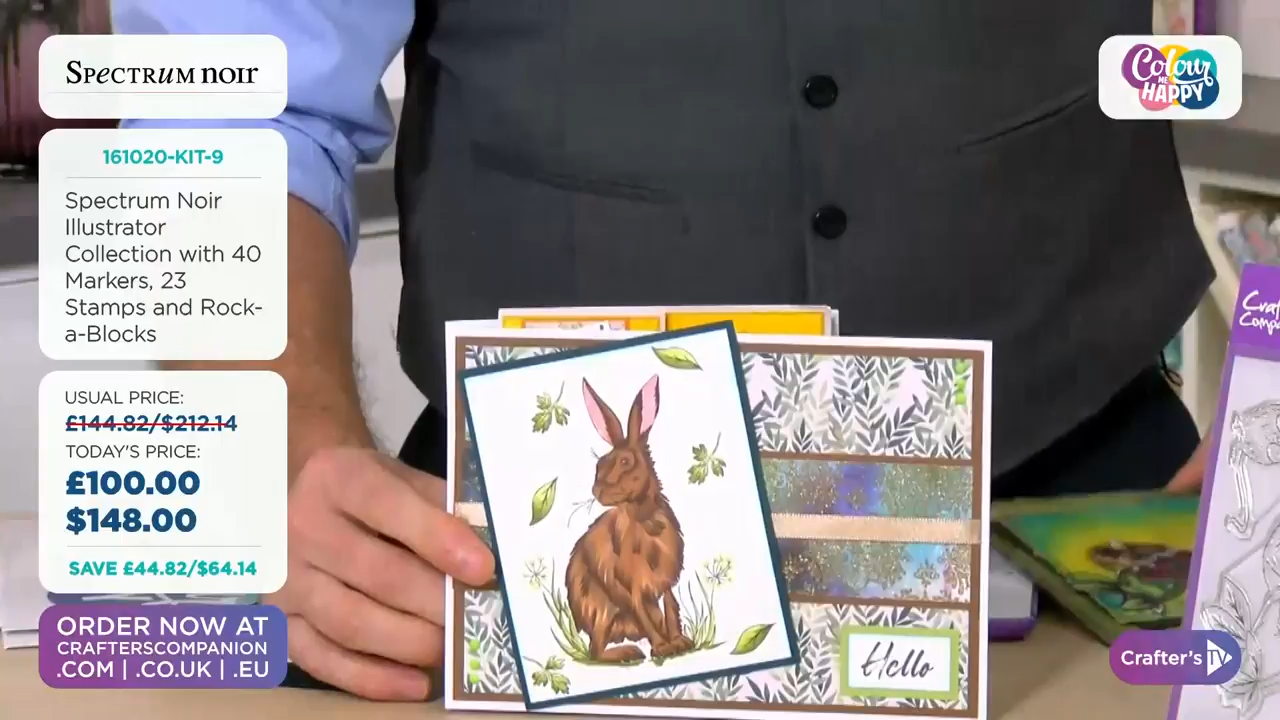 SPECTRUM noir
161020-KIT-9
Spectrum Noir
Illustrator
Collection with 40
Markers, 23
Stamps and Rock-
a-Blocks
USUAL PRICE:
£144.82/$212.14
TODAY'S PRICE:
£100.00
$148.00
SAVE £44.82/$64.14
ORDER NOW AT
CRAFTERSCOMPANION
.COM | .CO.UK | .EU
Colour
ME
HAPPY
Hello
Crafter's TV